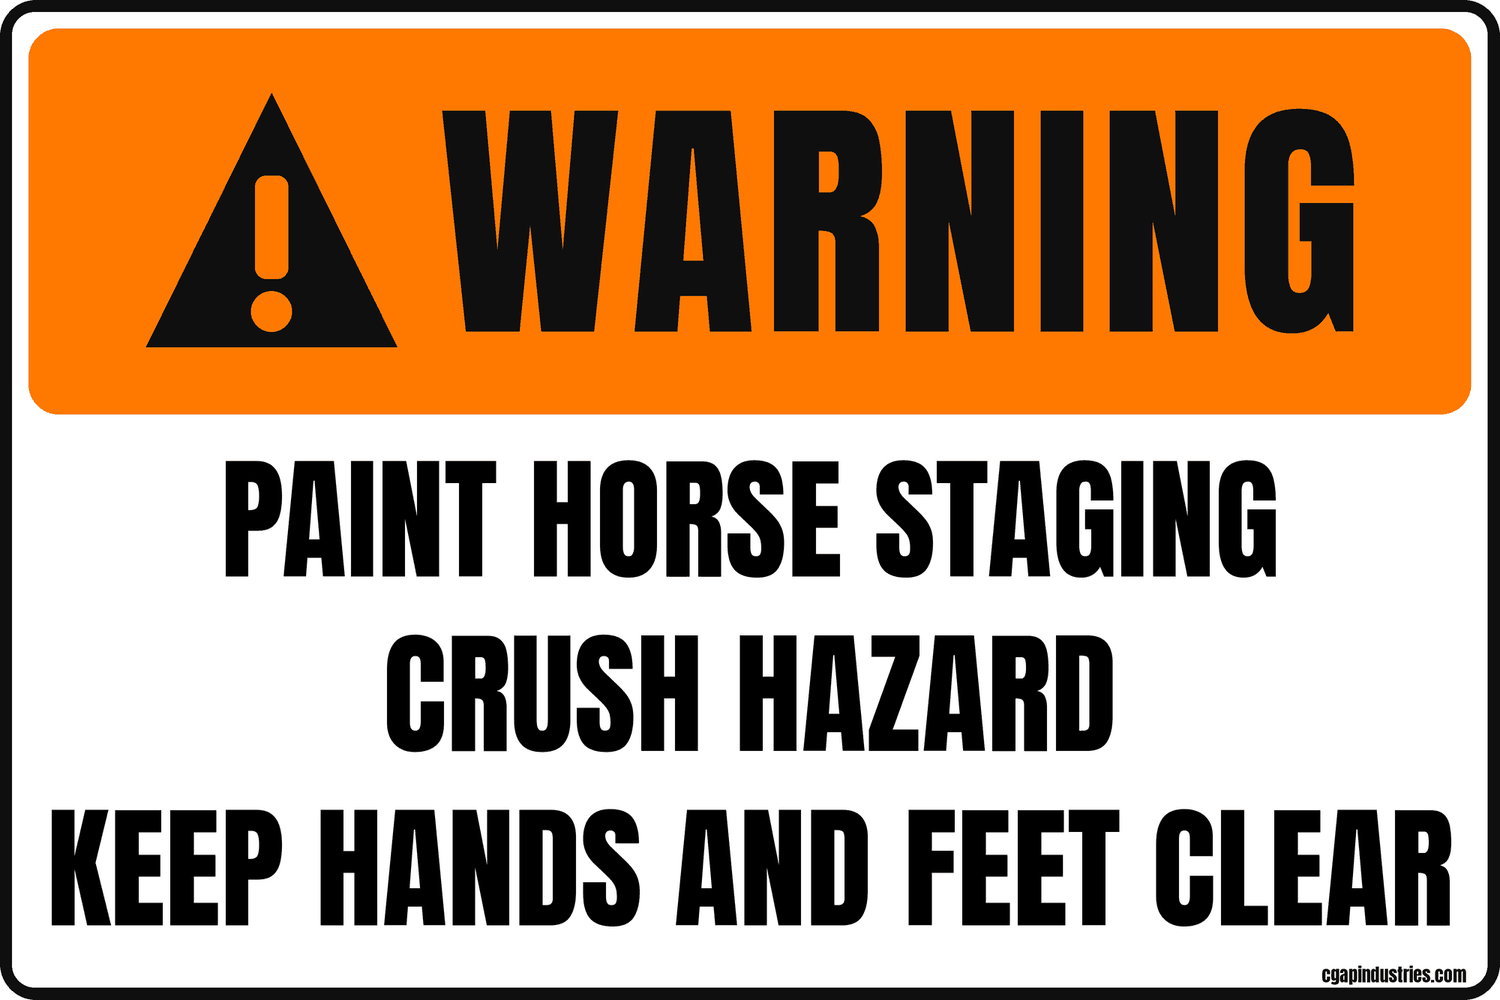 WARNING
PAINT HORSE STAGING
CRUSH HAZARD
KEEP HANDS AND FEET CLEAR
cgapindustries.com